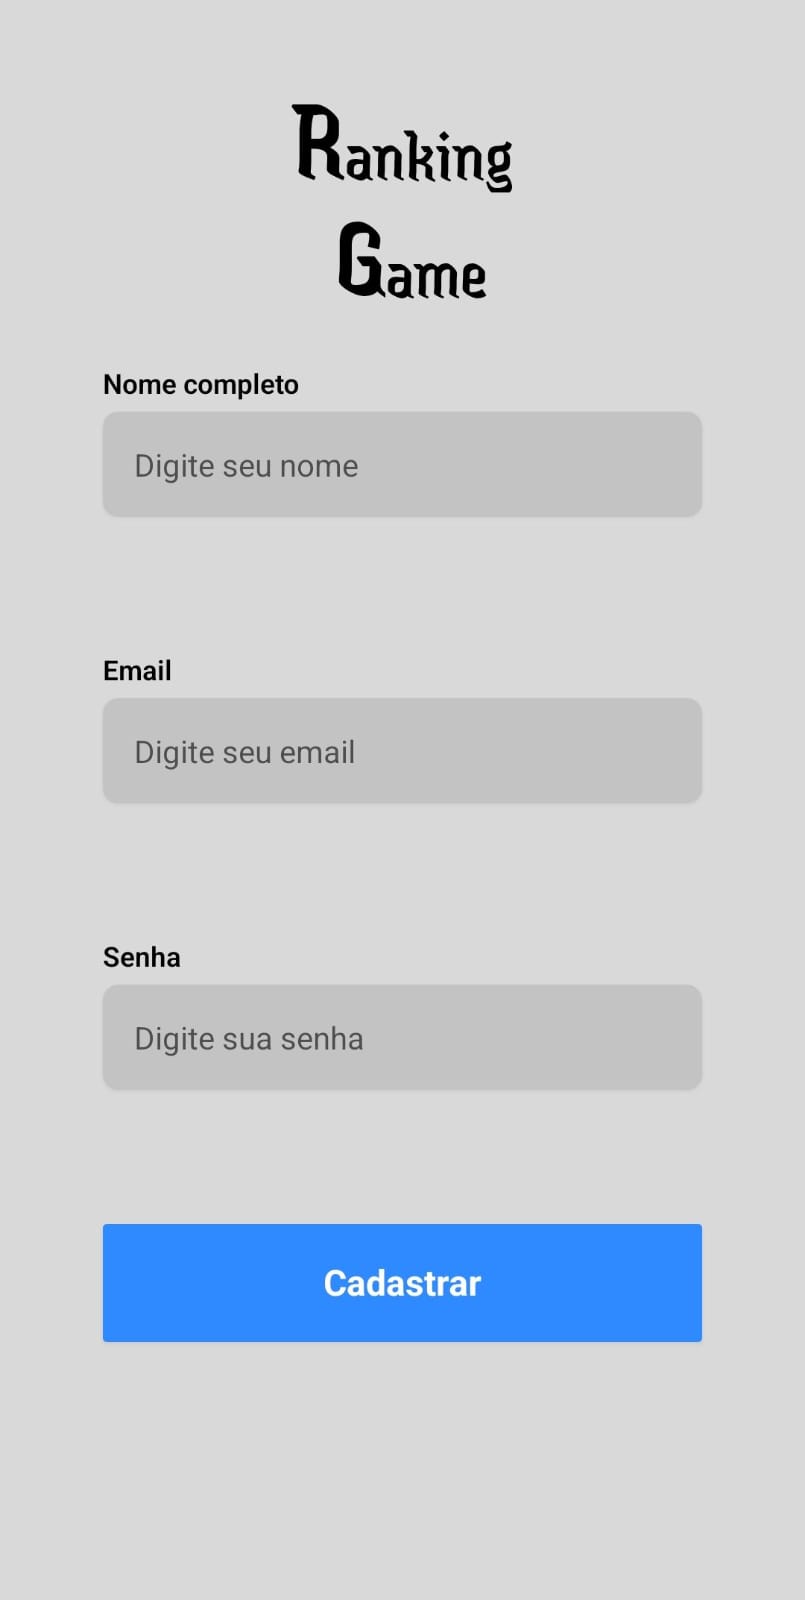 Ranking
Game
Nome completo
Digite seu nome
Email
Digite seu email
Senha
Digite sua senha
Cadastrar